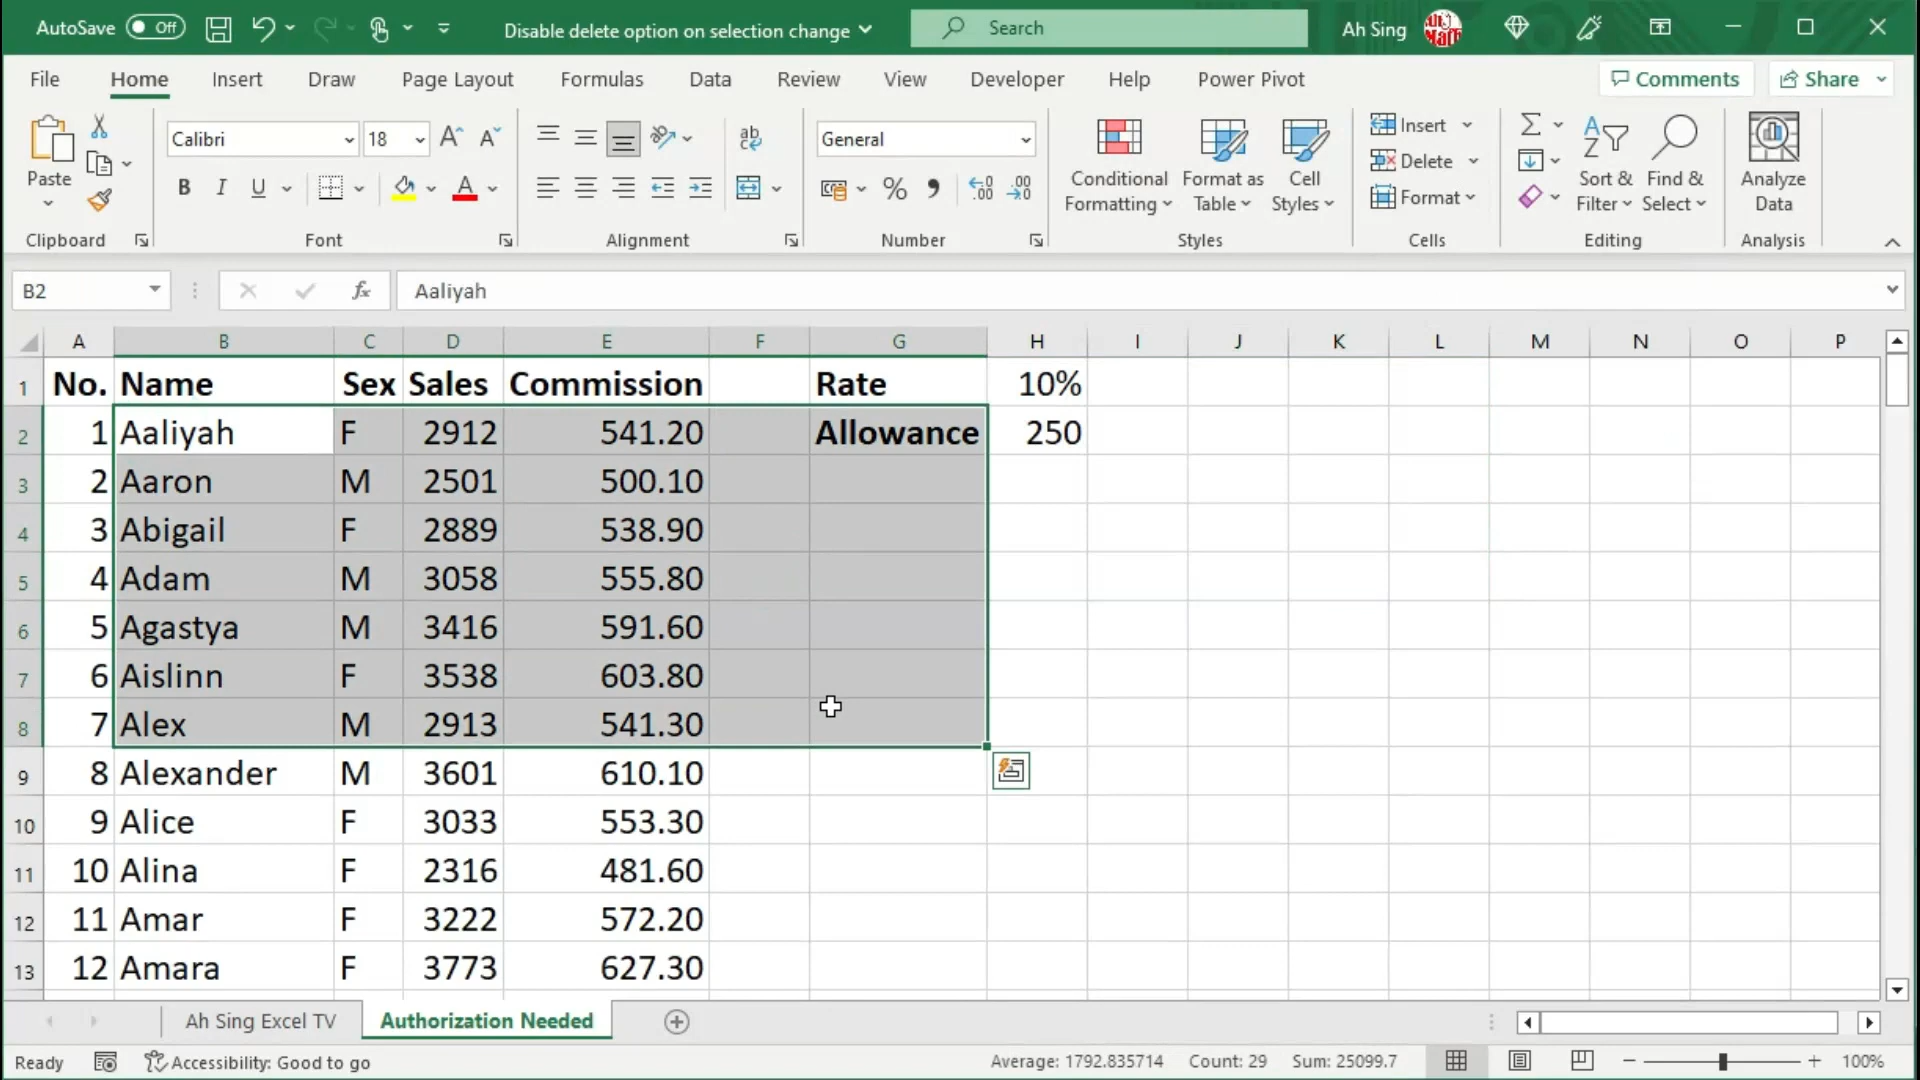 AutoSave Off Disable delete option on selection change Search Ah Sing
File Home Insert Draw Page Layout Formulas Data Review View Developer Help Power Pivot Comments Share
Calibri 18 General Insert
Paste Conditional Formatting Format as Table Cell Styles Delete Sort & Filter Find & Select Analyze Data
B I U A % Format
Clipboard Font Alignment Number Styles Cells Editing Analysis
B2 fx Aaliyah
A B C D E F G H I J K L M N O P
1 No. Name Sex Sales Commission Rate 10%
2 1 Aaliyah F 2912 541.20 Allowance 250
3 2 Aaron M 2501 500.10
4 3 Abigail F 2889 538.90
5 4 Adam M 3058 555.80
6 5 Agastya M 3416 591.60
7 6 Aislinn F 3538 603.80
8 7 Alex M 2913 541.30
9 8 Alexander M 3601 610.10
10 9 Alice F 3033 553.30
11 10 Alina F 2316 481.60
12 11 Amar F 3222 572.20
13 12 Amara F 3773 627.30
Ah Sing Excel TV Authorization Needed
Ready Accessibility: Good to go Average: 1792.835714 Count: 29 Sum: 25099.7 100%